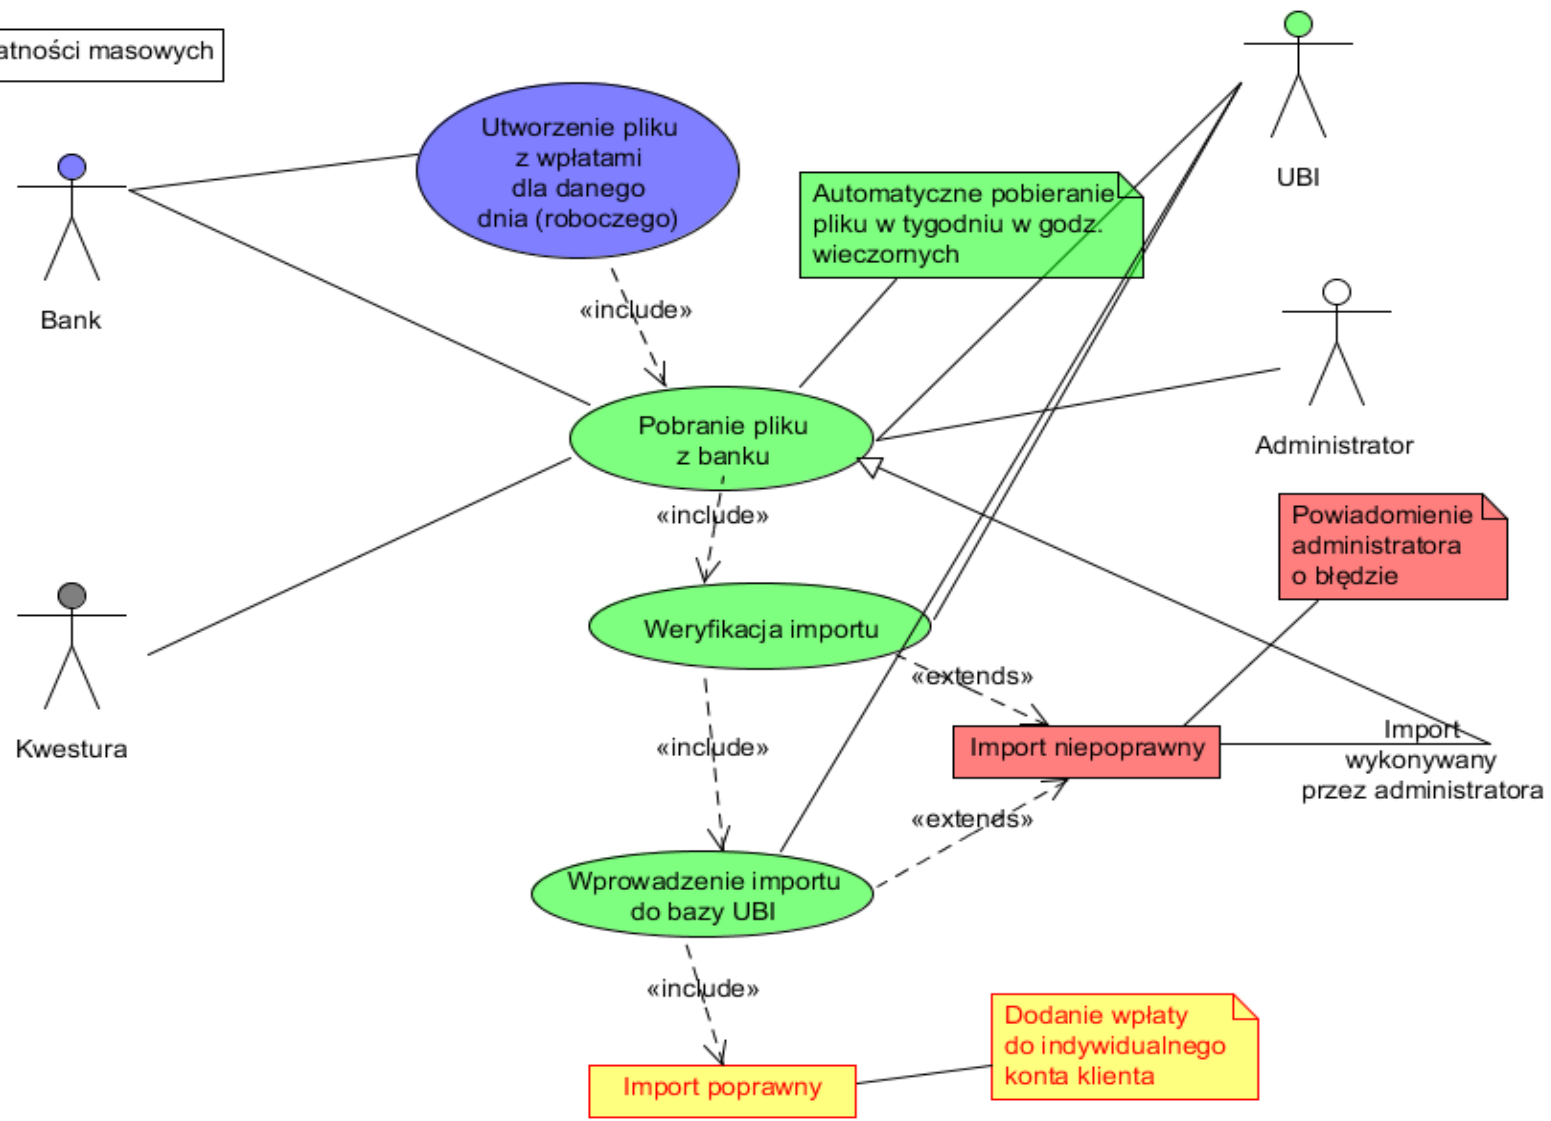 atności masowych
UBI
Utworzenie pliku
z wpłatami
dla danego
dnia (roboczego)
Automatyczne pobieranie
pliku w tygodniu w godz.
wieczornych
Bank
«include»
Administrator
Pobranie pliku
z banku
«include»
Powiadomienie
administratora
o błędzie
Weryfikacja importu
«extends»
Kwestura
«include»
Import niepoprawny
Import
wykonywany
przez administratora
«extends»
Wprowadzenie importu
do bazy UBI
«include»
Dodanie wpłaty
do indywidualnego
konta klienta
Import poprawny